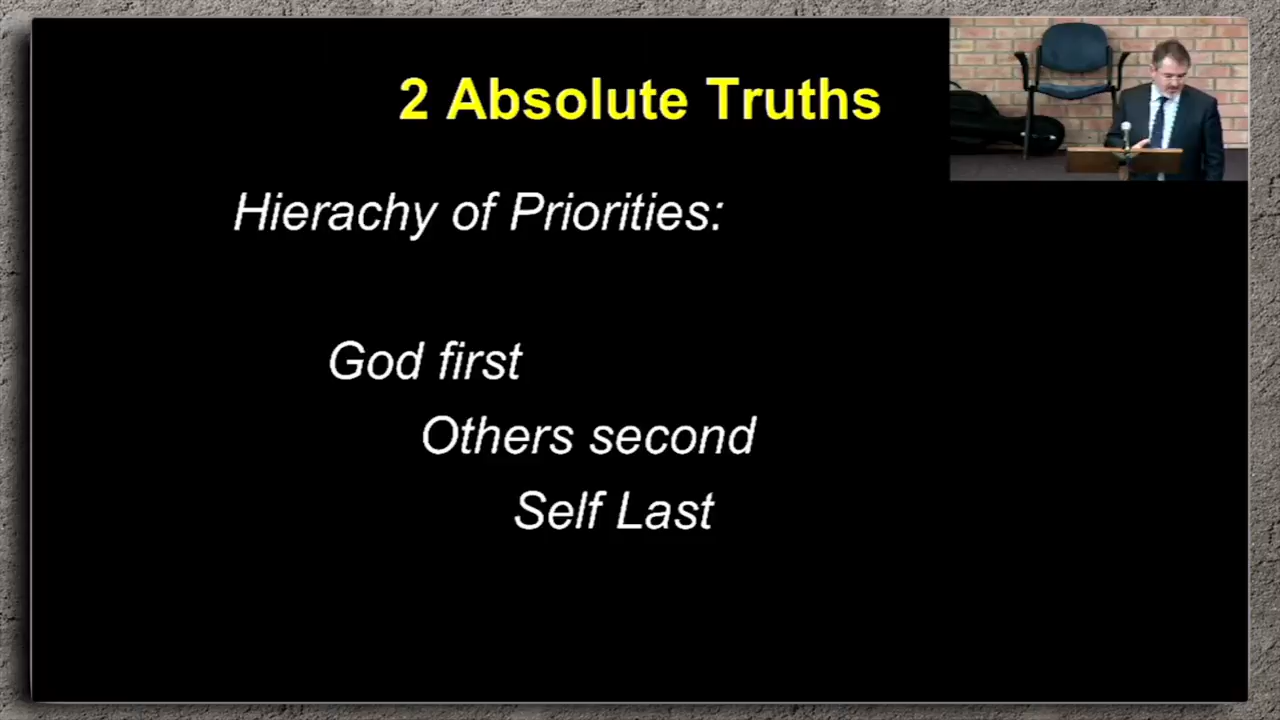 2 Absolute Truths
Hierachy of Priorities:
God first
Others second
Self Last